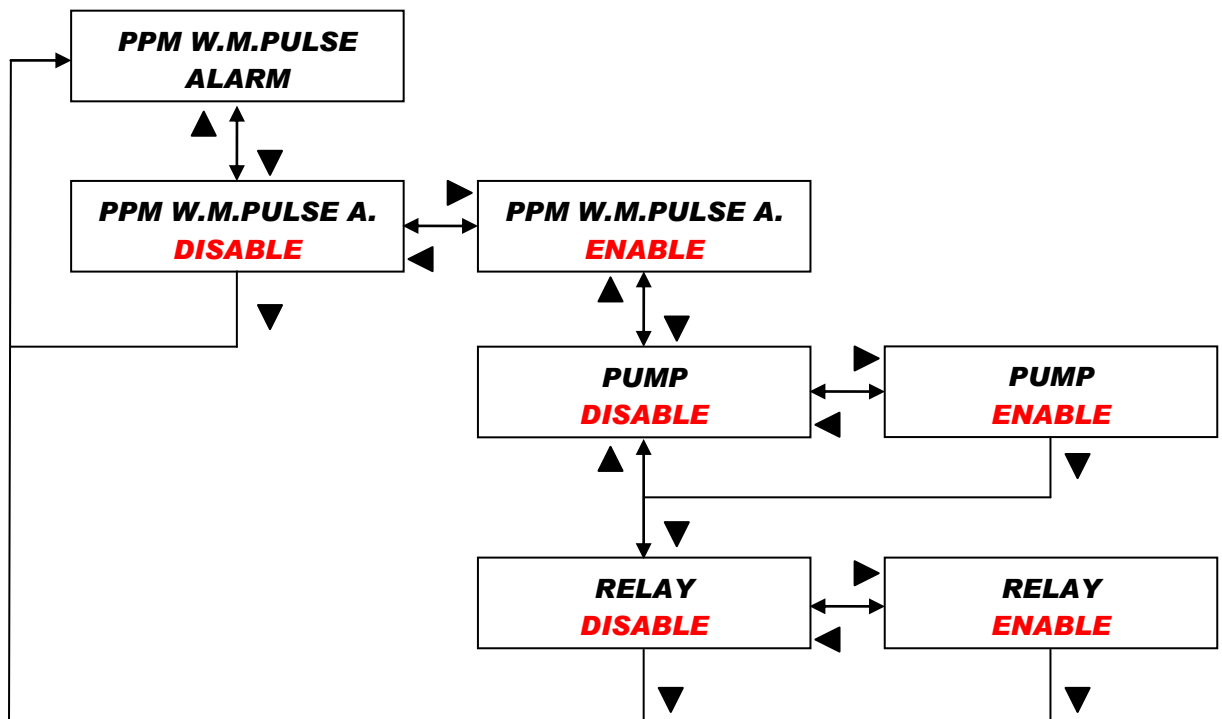 PPM W.M.PULSE
ALARM
PPM W.M.PULSE A.
DISABLE
PPM W.M.PULSE A.
ENABLE
PUMP
DISABLE
PUMP
ENABLE
RELAY
DISABLE
RELAY
ENABLE